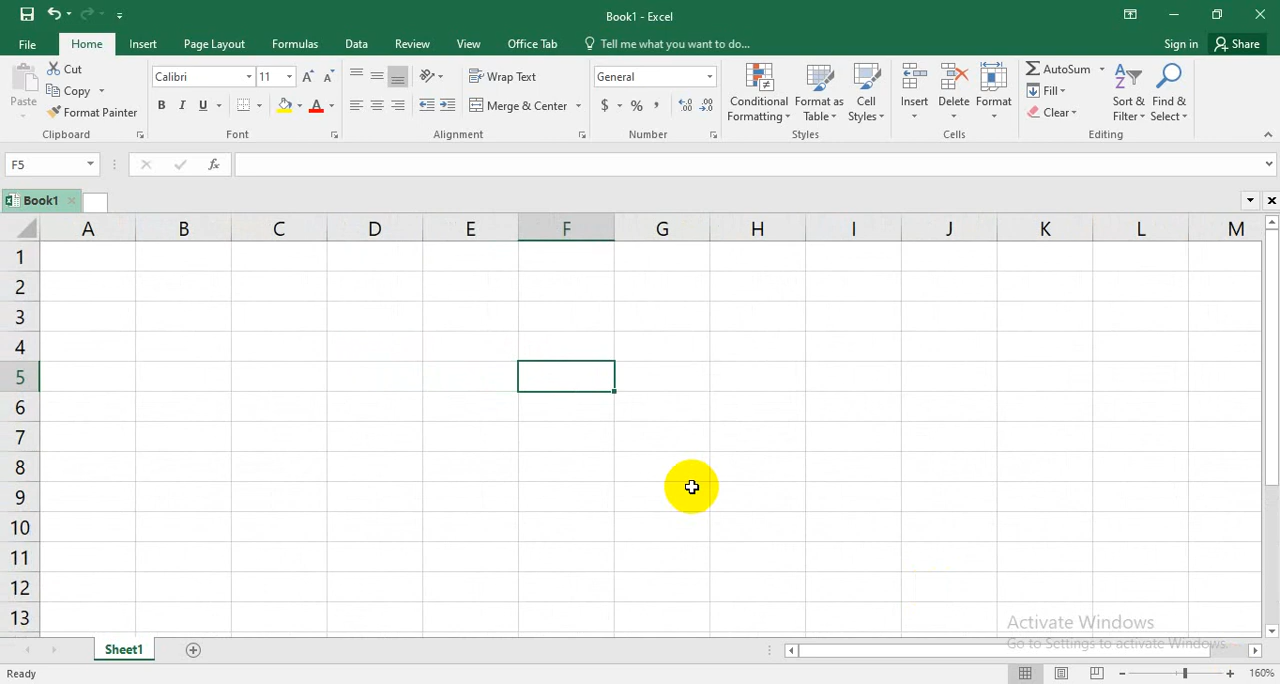 Book1 - Excel
File Home Insert Page Layout Formulas Data Review View Office Tab Tell me what you want to do... Sign in Share
Paste
Cut
Copy
Format Painter
Clipboard
Calibri 11
B I U A
Font
Wrap Text
Merge & Center
Alignment
General
$ % ,
Number
Conditional Formatting
Format as Table
Cell Styles
Styles
Insert
Delete
Format
Cells
AutoSum
Fill
Clear
Sort & Filter
Find & Select
Editing
F5 fx
Book1
A B C D E F G H I J K L M
1
2
3
4
5
6
7
8
9
10
11
12
13
Activate Windows
Go to Settings to activate Windows.
Sheet1
Ready 160%